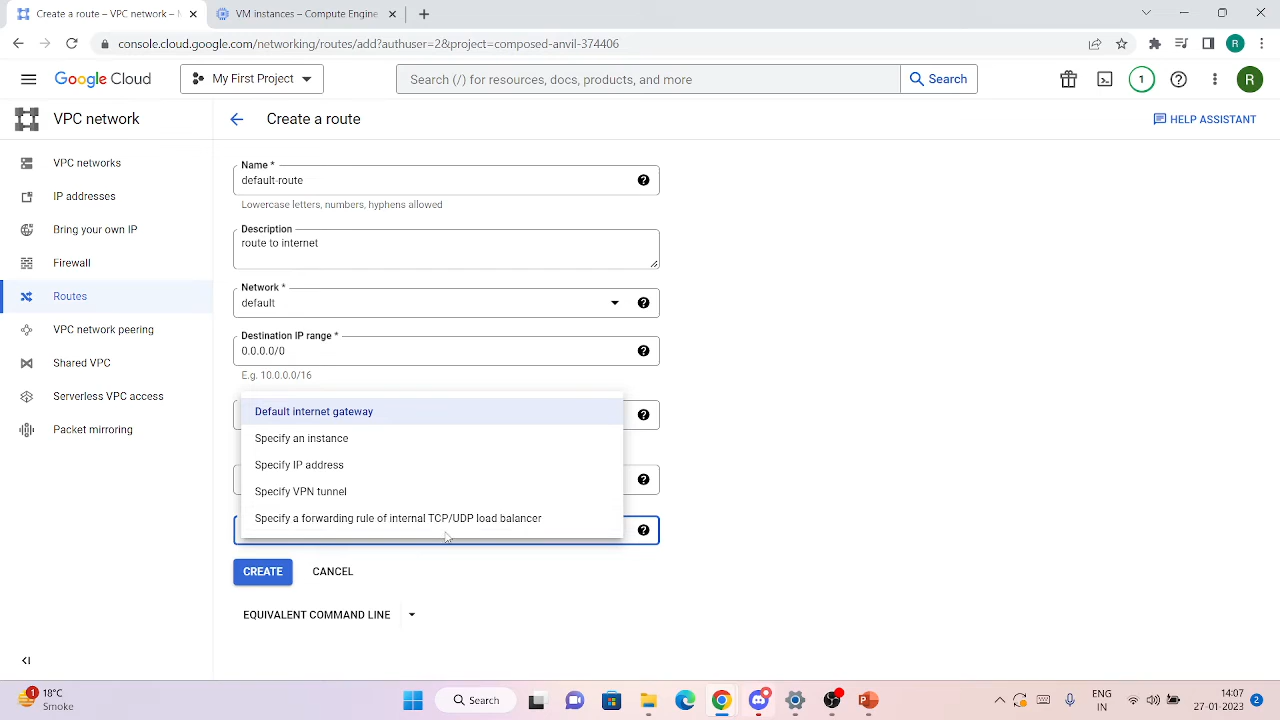 Create a route – VPC network –
VM instances – Compute Engine
console.cloud.google.com/networking/routes/add?authuser=2&project=composed-anvil-374406
R
Google Cloud
My First Project
Search (/) for resources, docs, products, and more
Search
1
R
VPC network
Create a route
HELP ASSISTANT
VPC networks
IP addresses
Bring your own IP
Firewall
Routes
VPC network peering
Shared VPC
Serverless VPC access
Packet mirroring
Name *
default-route
Lowercase letters, numbers, hyphens allowed
Description
route to internet
Network *
default
Destination IP range *
0.0.0.0/0
E.g. 10.0.0.0/16
Default internet gateway
Specify an instance
Specify IP address
Specify VPN tunnel
Specify a forwarding rule of internal TCP/UDP load balancer
CREATE
CANCEL
EQUIVALENT COMMAND LINE
1
18°C
Smoke
Search
ENG
IN
14:07
27-01-2023
2